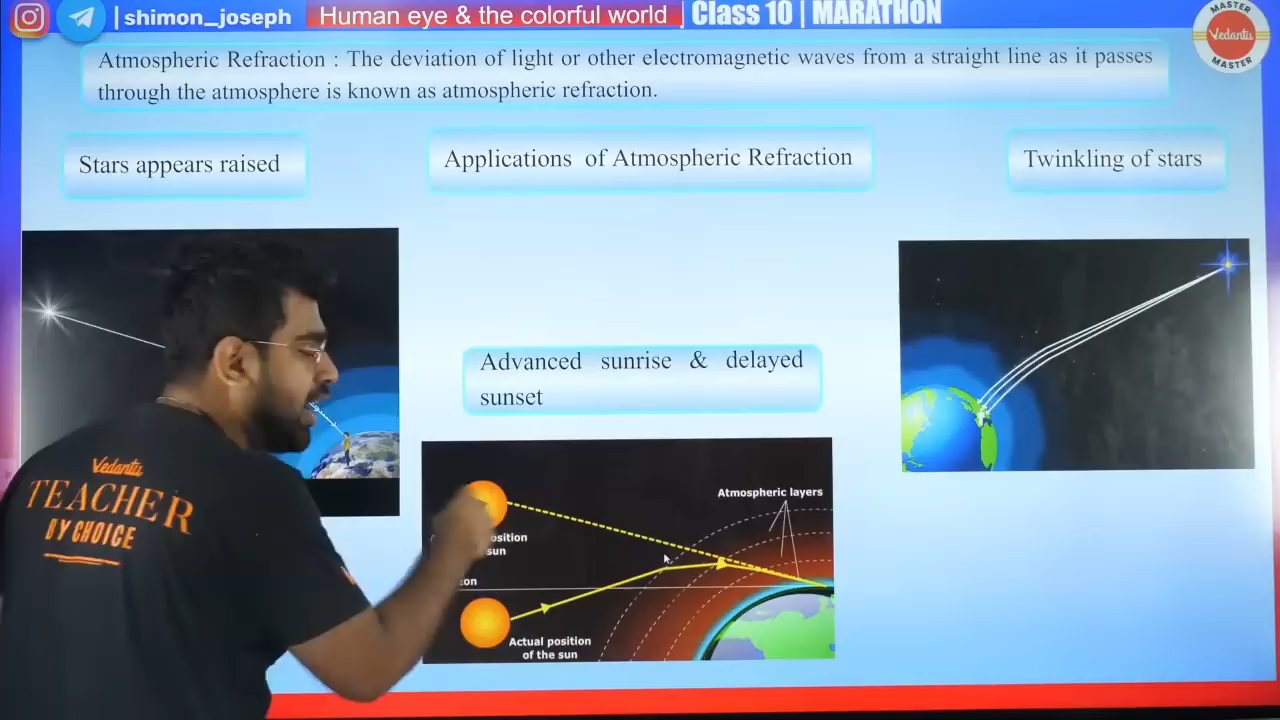 shimon_joseph
Human eye & the colorful world
Class 10 | MARATHON
MASTER
Vedantu
MASTER
Atmospheric Refraction : The deviation of light or other electromagnetic waves from a straight line as it passes
through the atmosphere is known as atmospheric refraction.
Stars appears raised
Applications of Atmospheric Refraction
Twinkling of stars
Advanced sunrise & delayed
sunset
Atmospheric layers
sun
Actual position
of the sun
Vedantu
TEACHER
BY CHOICE